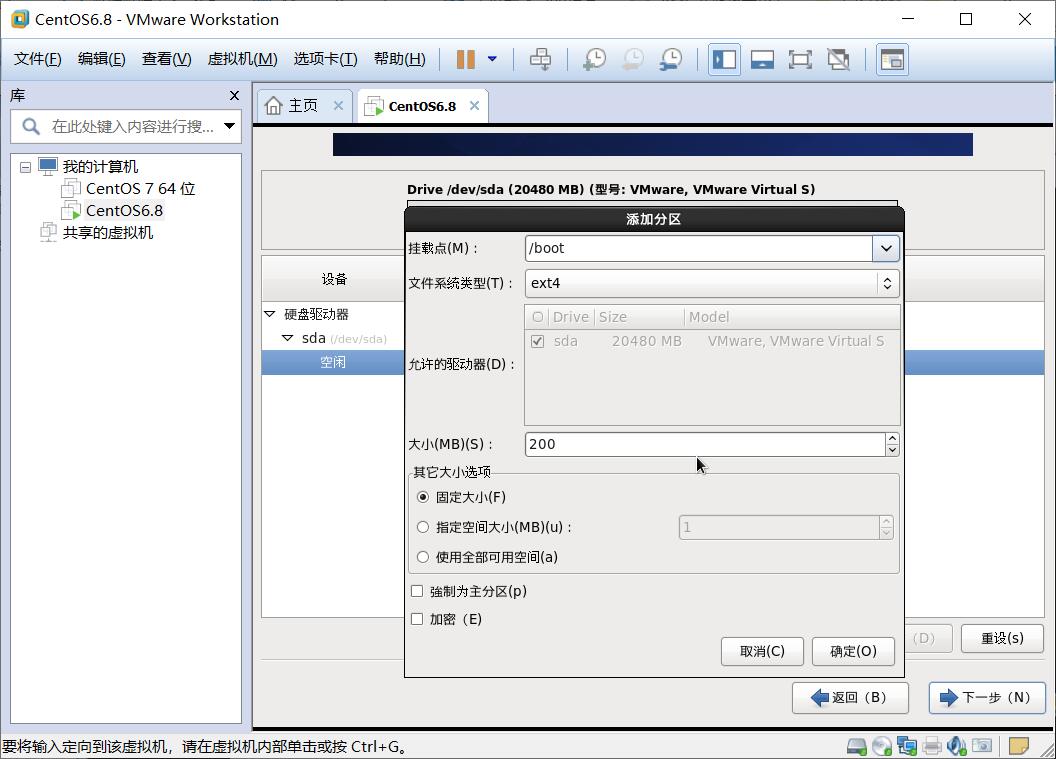 CentOS6.8 - VMware Workstation
文件(F) 编辑(E) 查看(V) 虚拟机(M) 选项卡(T) 帮助(H)
库
在此处键入内容进行搜...
我的计算机
CentOS 7 64 位
CentOS6.8
共享的虚拟机
主页
CentOS6.8
Drive /dev/sda (20480 MB) (型号: VMware, VMware Virtual S)
设备
硬盘驱动器
sda (/dev/sda)
空闲
添加分区
挂载点(M)：
/boot
文件系统类型(T)：
ext4
允许的驱动器(D)：
Drive Size Model
sda 20480 MB VMware, VMware Virtual S
大小(MB)(S)：
200
其它大小选项
固定大小(F)
指定空间大小(MB)(u)：
1
使用全部可用空间(a)
強制为主分区(p)
加密（E)
取消(C) 确定(O)
(D) 重设(s)
返回（B） 下一步（N）
要将输入定向到该虚拟机，请在虚拟机内部单击或按 Ctrl+G。